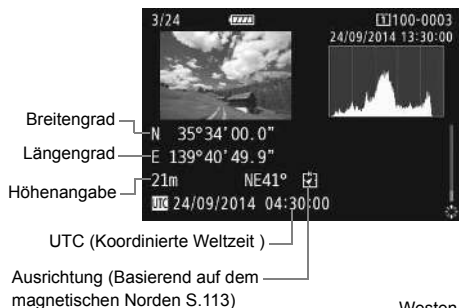 3/24
100-0003
24/09/2014 13:30:00
Breitengrad
N 35°34'00.0"
Längengrad
E 139°40'49.9"
Höhenangabe
21m NE41°
UTC 24/09/2014 04:30:00
UTC (Koordinierte Weltzeit )
Ausrichtung (Basierend auf dem
magnetischen Norden S.113)